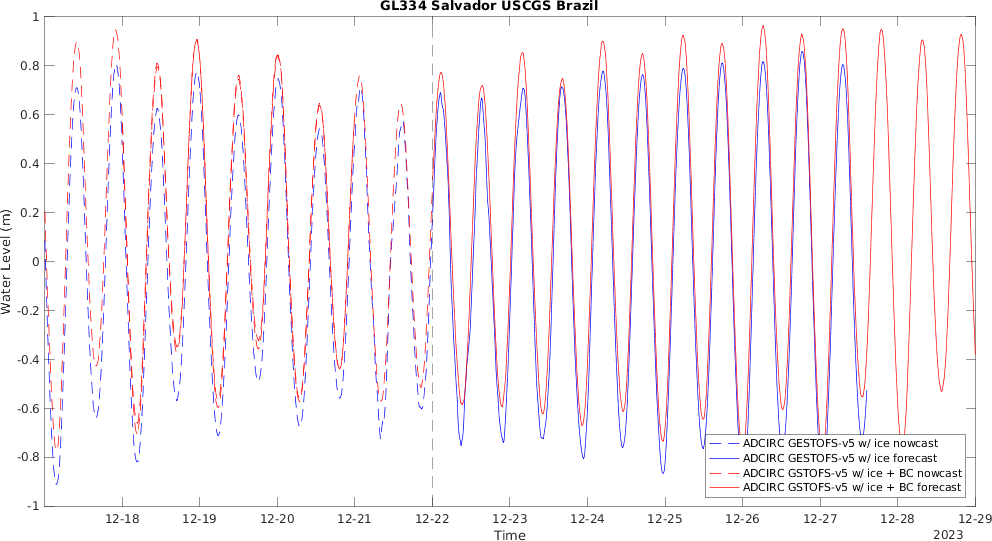 GL334 Salvador USCGS Brazil
Water Level (m)
1
0.8
0.6
0.4
0.2
0
-0.2
-0.4
-0.6
-0.8
-1
ADCIRC GESTOFS-v5 w/ ice nowcast
ADCIRC GESTOFS-v5 w/ ice forecast
ADCIRC GSTOFS-v5 w/ ice + BC nowcast
ADCIRC GSTOFS-v5 w/ ice + BC forecast
12-18 12-19 12-20 12-21 12-22 12-23 12-24 12-25 12-26 12-27 12-28 12-29
Time
2023